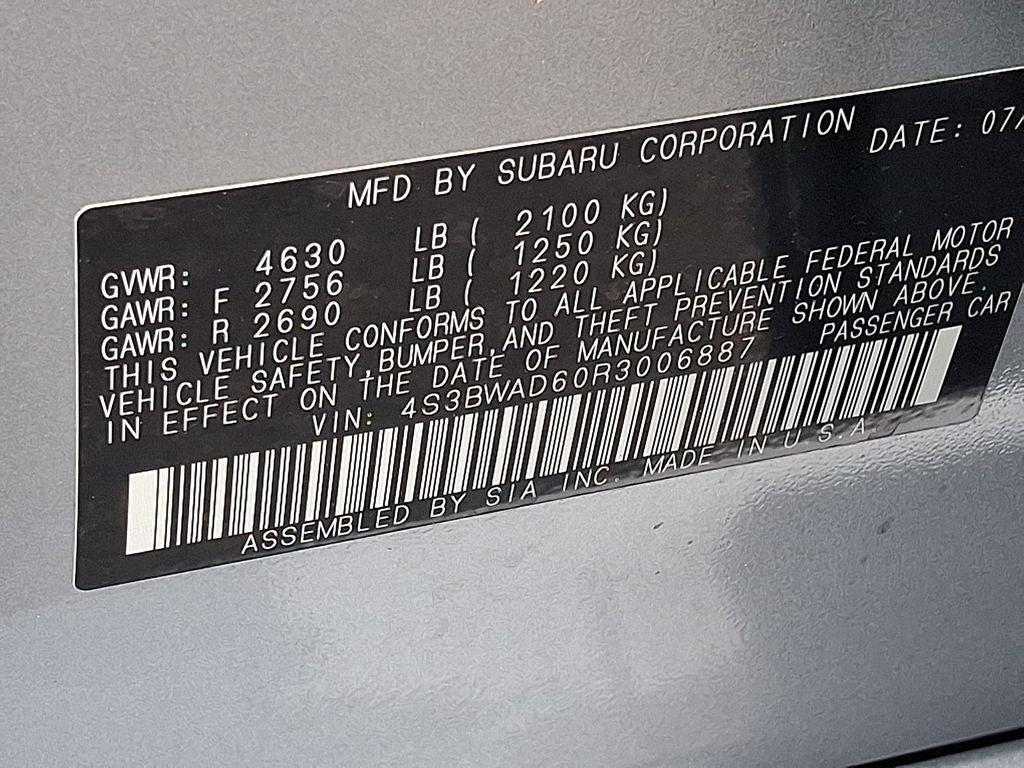 MFD BY SUBARU CORPORATION DATE: 07/
GVWR: 4630 LB ( 2100 KG)
GAWR: F 2756 LB ( 1250 KG)
GAWR: R 2690 LB ( 1220 KG)
THIS VEHICLE CONFORMS TO ALL APPLICABLE FEDERAL MOTOR
VEHICLE SAFETY,BUMPER,AND THEFT PREVENTION STANDARDS
IN EFFECT ON THE DATE OF MANUFACTURE SHOWN ABOVE.
VIN: 4S3BWAD60R3006887 PASSENGER CAR
ASSEMBLED BY SIA INC. MADE IN U.S.A.